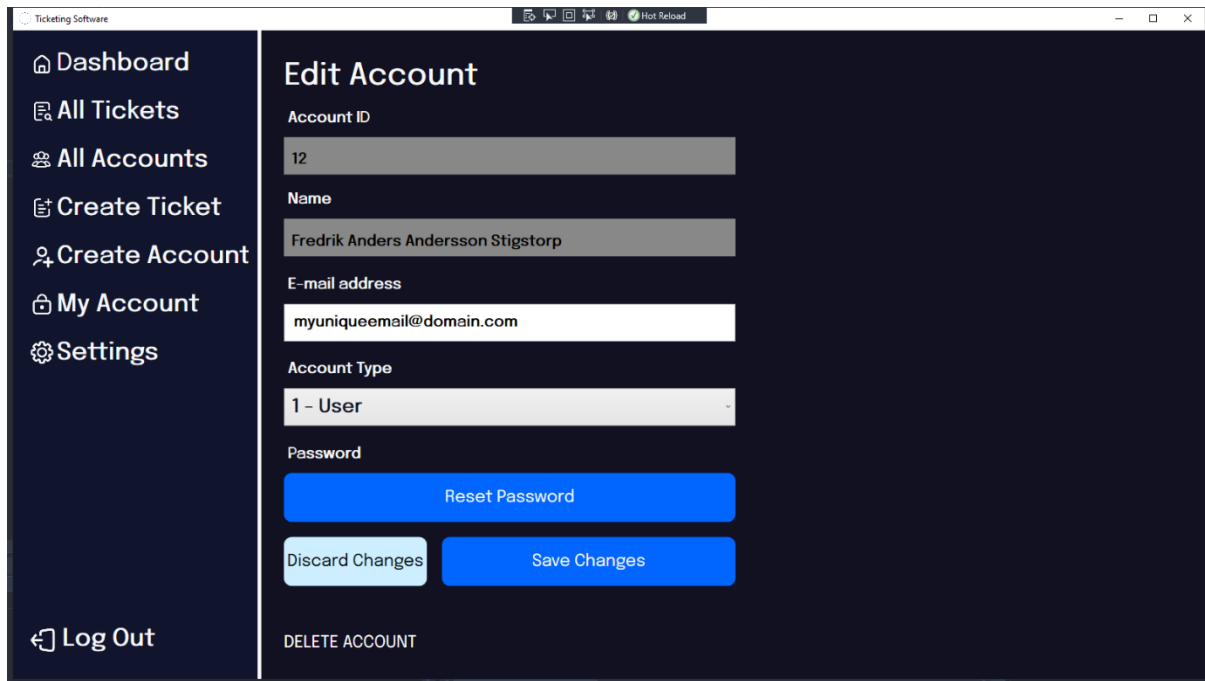 Ticketing Software
Hot Reload
Dashboard
All Tickets
All Accounts
Create Ticket
Create Account
My Account
Settings
Log Out
Edit Account
Account ID
12
Name
Fredrik Anders Andersson Stigstorp
E-mail address
myuniqueemail@domain.com
Account Type
1 - User
Password
Reset Password
Discard Changes
Save Changes
DELETE ACCOUNT